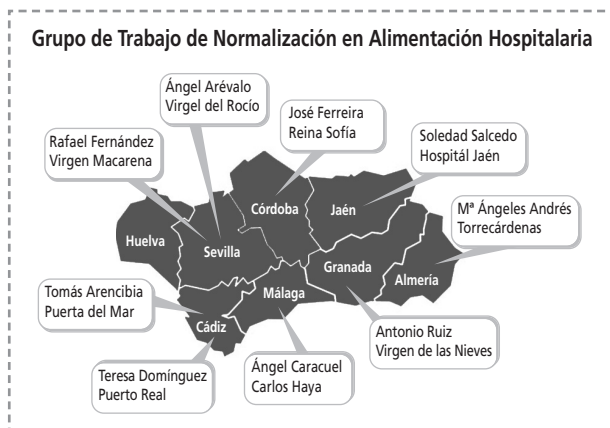 Grupo de Trabajo de Normalización en Alimentación Hospitalaria
Ángel Arévalo
Virgel del Rocío
José Ferreira
Reina Sofía
Rafael Fernández
Virgen Macarena
Soledad Salcedo
Hospitál Jaén
Mª Ángeles Andrés
Torrecárdenas
Huelva
Sevilla
Córdoba
Jaén
Granada
Almería
Málaga
Cádiz
Tomás Arencibia
Puerta del Mar
Teresa Domínguez
Puerto Real
Ángel Caracuel
Carlos Haya
Antonio Ruiz
Virgen de las Nieves